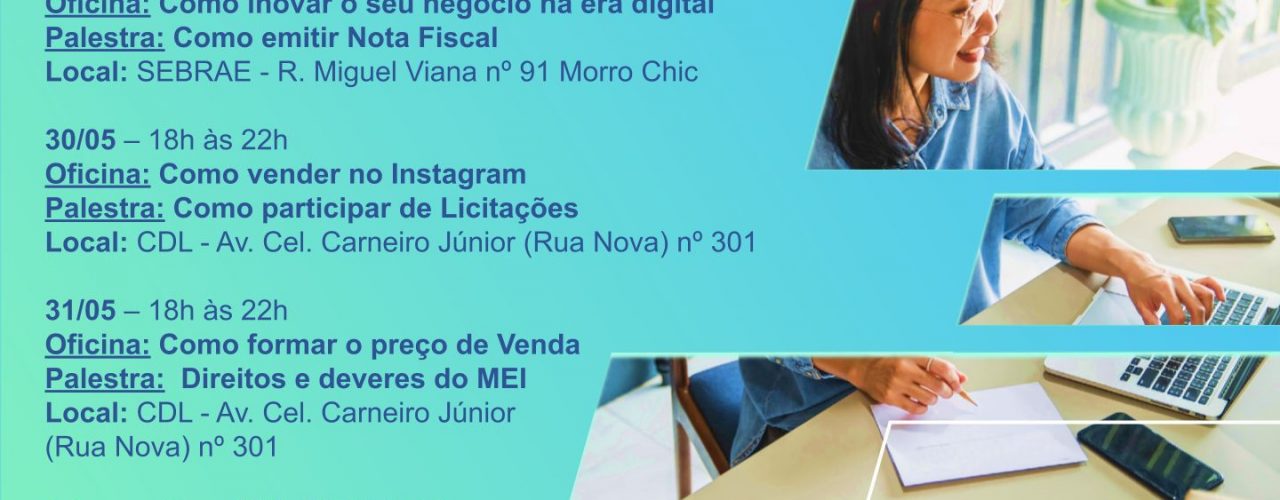 Oficina: Como inovar o seu negócio na era digital
Palestra: Como emitir Nota Fiscal
Local: SEBRAE - R. Miguel Viana nº 91 Morro Chic
30/05 – 18h às 22h
Oficina: Como vender no Instagram
Palestra: Como participar de Licitações
Local: CDL - Av. Cel. Carneiro Júnior (Rua Nova) nº 301
31/05 – 18h às 22h
Oficina: Como formar o preço de Venda
Palestra: Direitos e deveres do MEI
Local: CDL - Av. Cel. Carneiro Júnior
(Rua Nova) nº 301